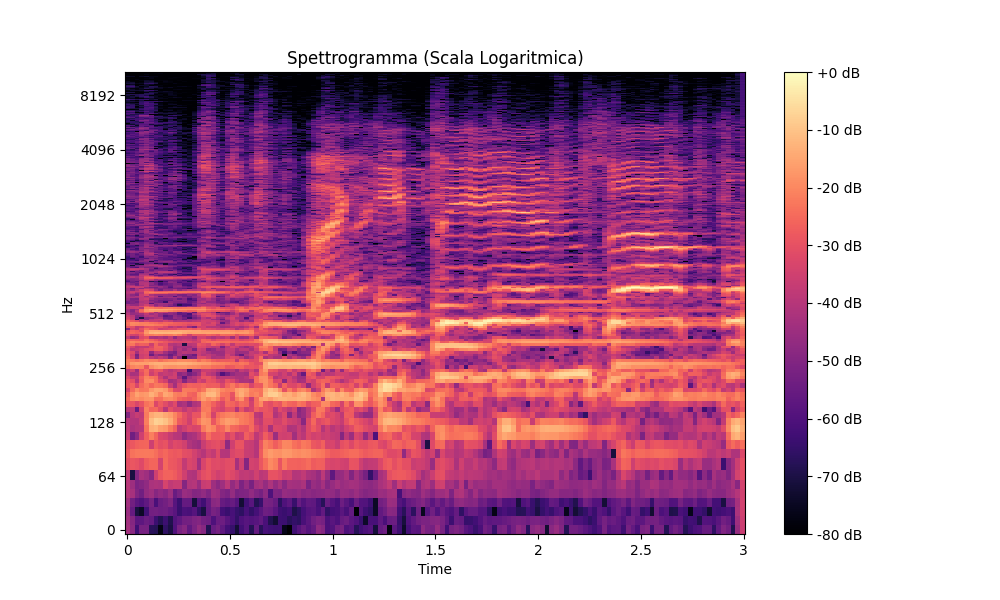 Spettrogramma (Scala Logaritmica)
Hz
8192
4096
2048
1024
512
256
128
64
0
0
0.5
1
1.5
2
2.5
3
Time
+0 dB
-10 dB
-20 dB
-30 dB
-40 dB
-50 dB
-60 dB
-70 dB
-80 dB